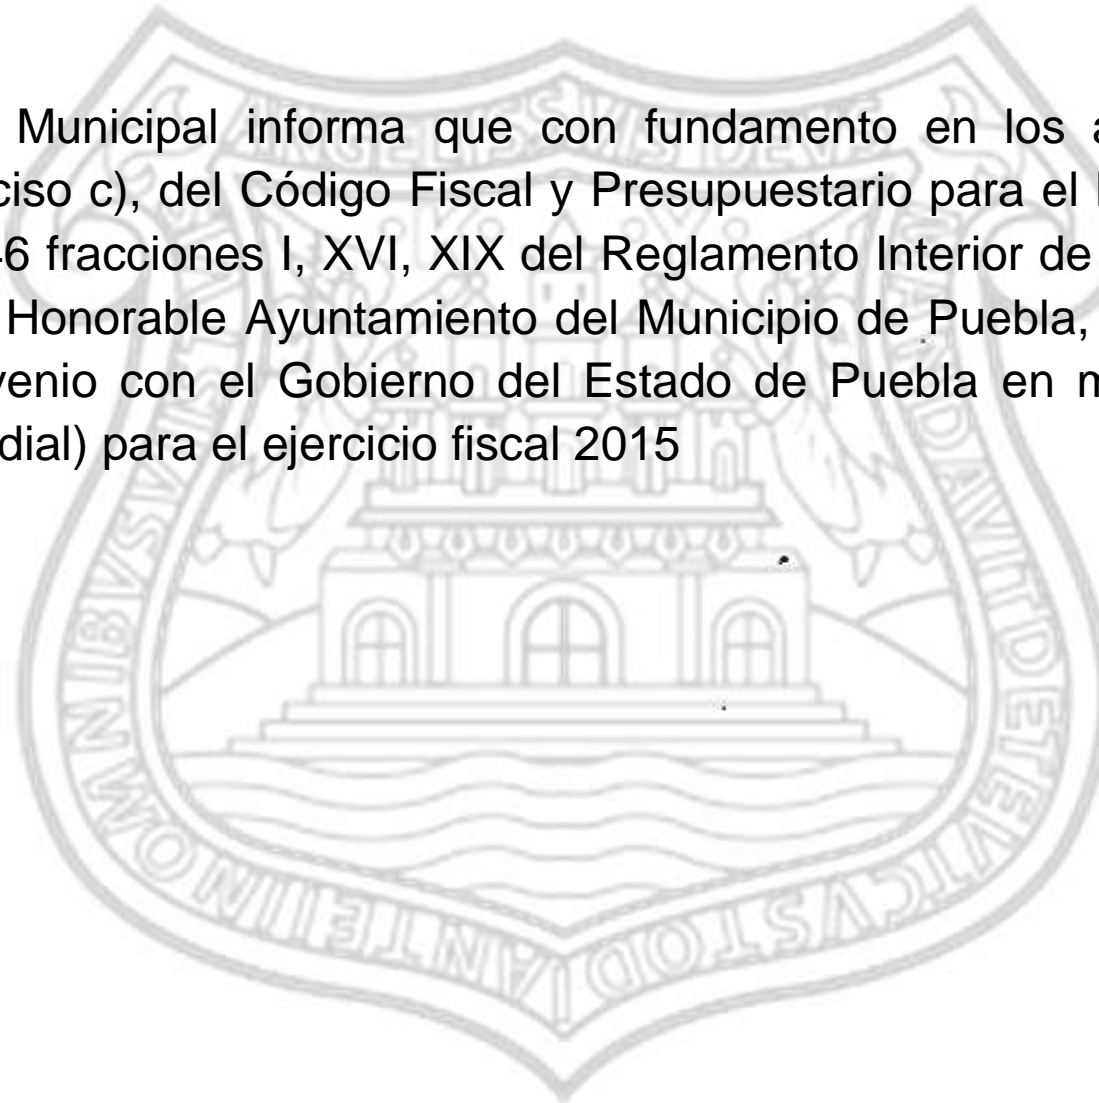 Municipal informa que con fundamento en los a
ciso c), del Código Fiscal y Presupuestario para el
6 fracciones I, XVI, XIX del Reglamento Interior de
Honorable Ayuntamiento del Municipio de Puebla,
venio con el Gobierno del Estado de Puebla en m
dial) para el ejercicio fiscal 2015